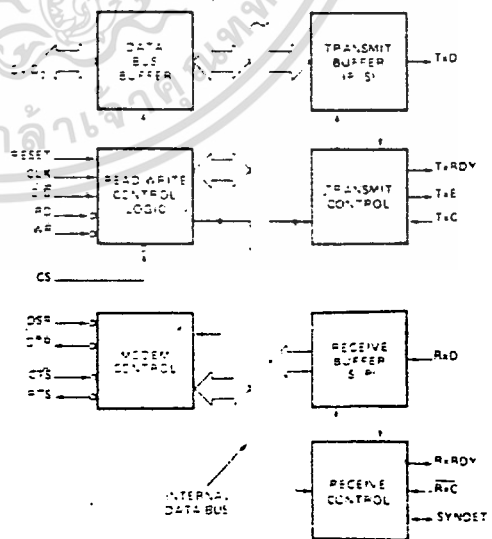 DATA
BUS
BUFFER
TRANSMIT
BUFFER
TxD
RESET
CLK
READ WRITE
CONTROL
LOGIC
RD
WR
TRANSMIT
CONTROL
TxRDY
TxE
TxC
CS
DSR
DTR
CTS
RTS
MODEM
CONTROL
RECEIVE
BUFFER
RxD
INTERNAL
DATA BUS
RECEIVE
CONTROL
RxRDY
RxC
SYNDET